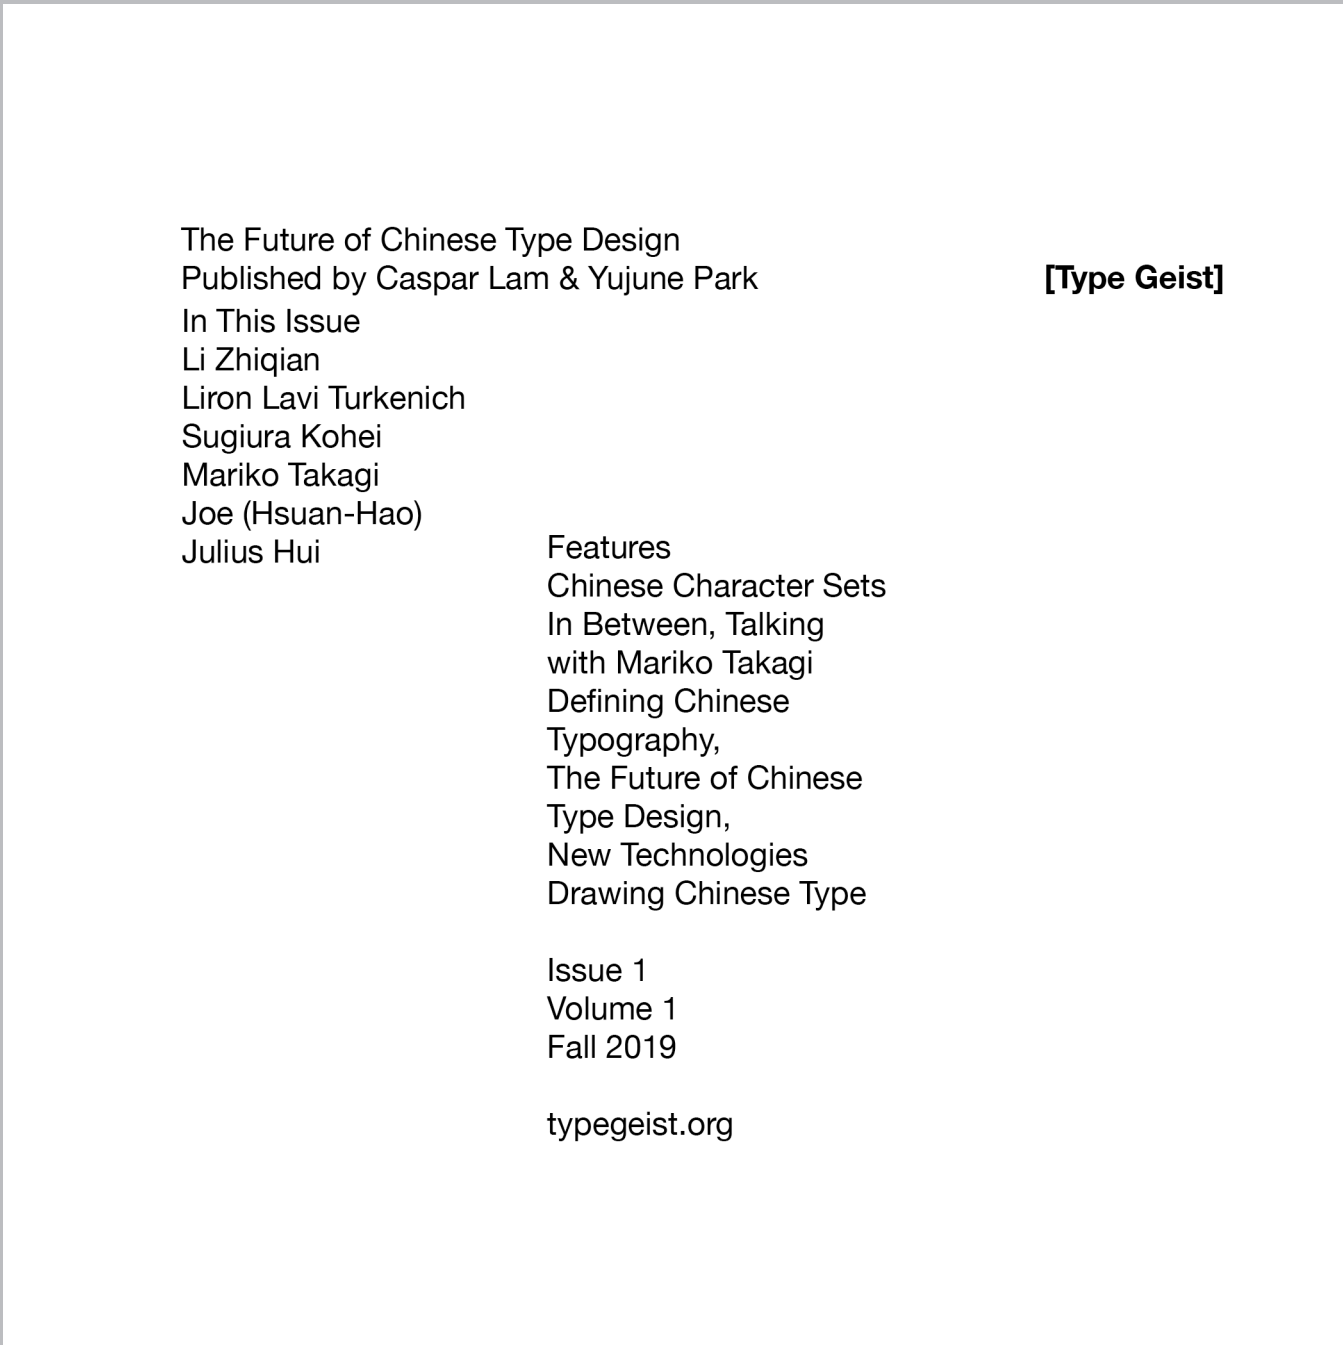 The Future of Chinese Type Design
Published by Caspar Lam & Yujune Park
[Type Geist]
In This Issue
Li Zhiqian
Liron Lavi Turkenich
Sugiura Kohei
Mariko Takagi
Joe (Hsuan-Hao)
Julius Hui
Features
Chinese Character Sets
In Between, Talking
with Mariko Takagi
Defining Chinese
Typography,
The Future of Chinese
Type Design,
New Technologies
Drawing Chinese Type
Issue 1
Volume 1
Fall 2019
typegeist.org